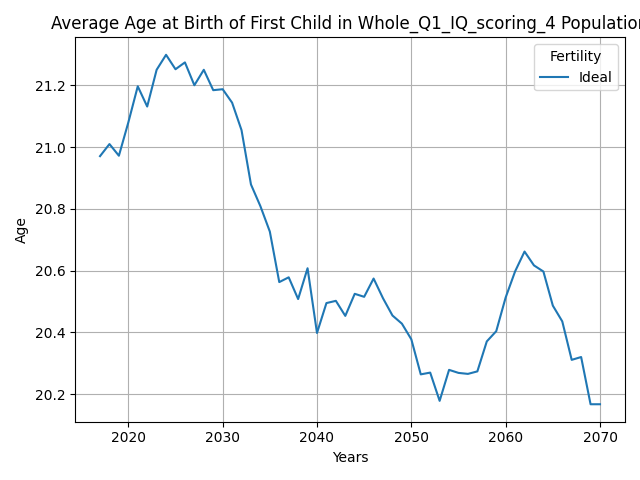 Average Age at Birth of First Child in Whole_Q1_IQ_scoring_4 Population
Fertility
Ideal
21.2
21.0
20.8
20.6
20.4
20.2
Age
2020 2030 2040 2050 2060 2070
Years